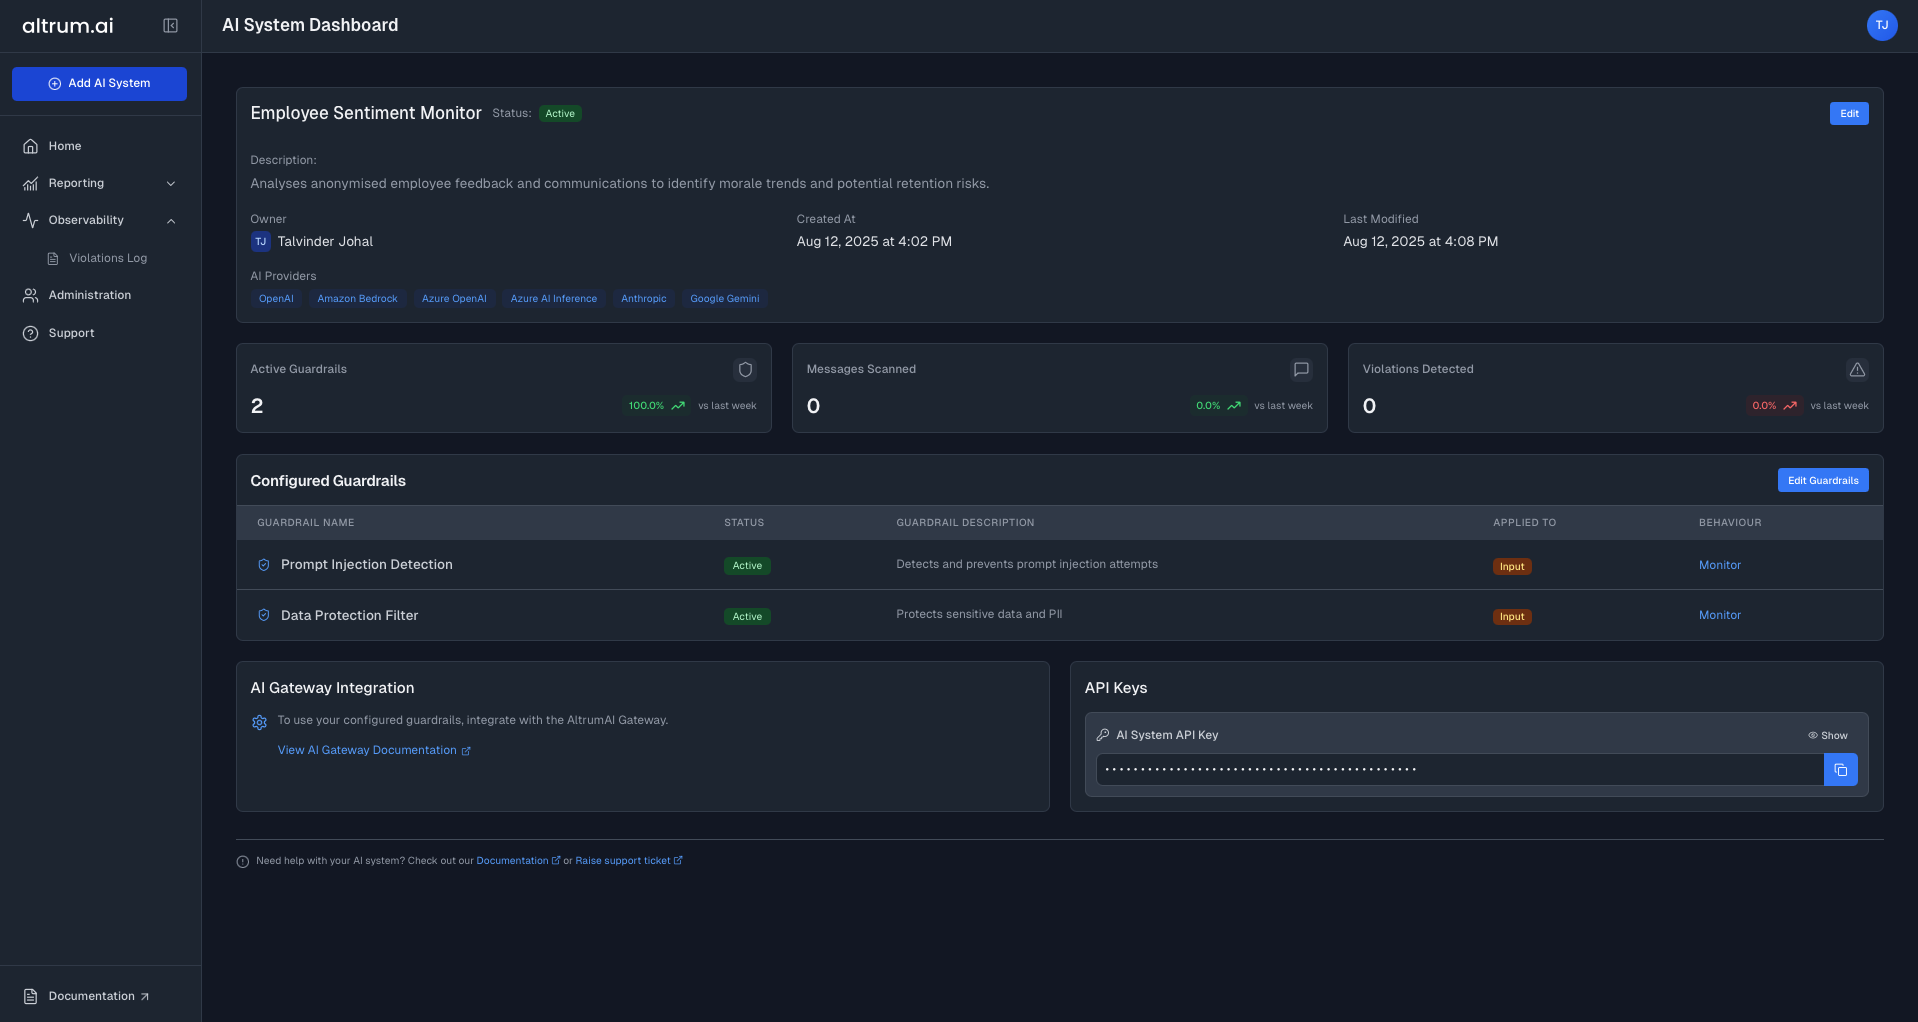 altrum.ai
AI System Dashboard
TJ
Add AI System
Home
Reporting
Observability
Violations Log
Administration
Support
Documentation
Employee Sentiment Monitor Status: Active
Edit
Description:
Analyses anonymised employee feedback and communications to identify morale trends and potential retention risks.
Owner Created At Last Modified
TJ Talvinder Johal Aug 12, 2025 at 4:02 PM Aug 12, 2025 at 4:08 PM
AI Providers
OpenAI Amazon Bedrock Azure OpenAI Azure AI Inference Anthropic Google Gemini
Active Guardrails
2 100.0% vs last week
Messages Scanned
0 0.0% vs last week
Violations Detected
0 0.0% vs last week
Configured Guardrails
Edit Guardrails
GUARDRAIL NAME STATUS GUARDRAIL DESCRIPTION APPLIED TO BEHAVIOUR
Prompt Injection Detection Active Detects and prevents prompt injection attempts Input Monitor
Data Protection Filter Active Protects sensitive data and PII Input Monitor
AI Gateway Integration
To use your configured guardrails, integrate with the AltrumAI Gateway.
View AI Gateway Documentation
API Keys
AI System API Key Show
Need help with your AI system? Check out our Documentation or Raise support ticket